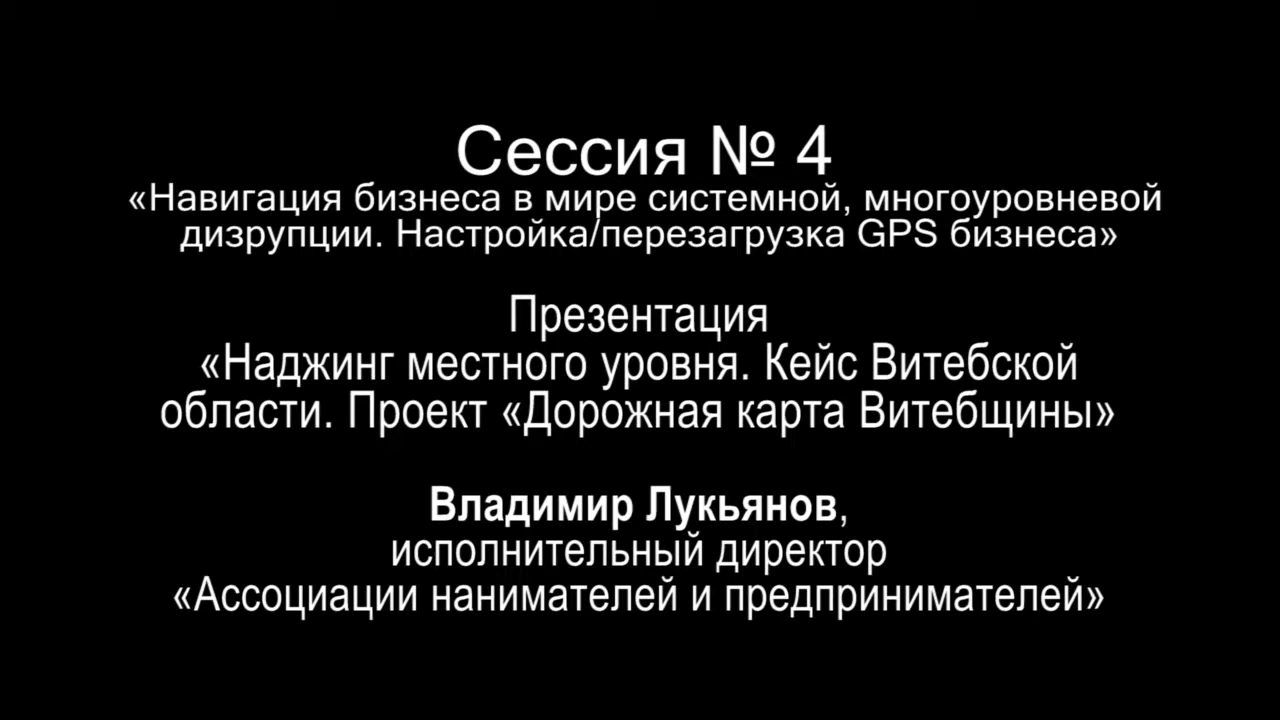 Сессия № 4
«Навигация бизнеса в мире системной, многоуровневой
дизрупции. Настройка/перезагрузка GPS бизнеса»
Презентация
«Наджинг местного уровня. Кейс Витебской
области. Проект «Дорожная карта Витебщины»
Владимир Лукьянов,
исполнительный директор
«Ассоциации нанимателей и предпринимателей»